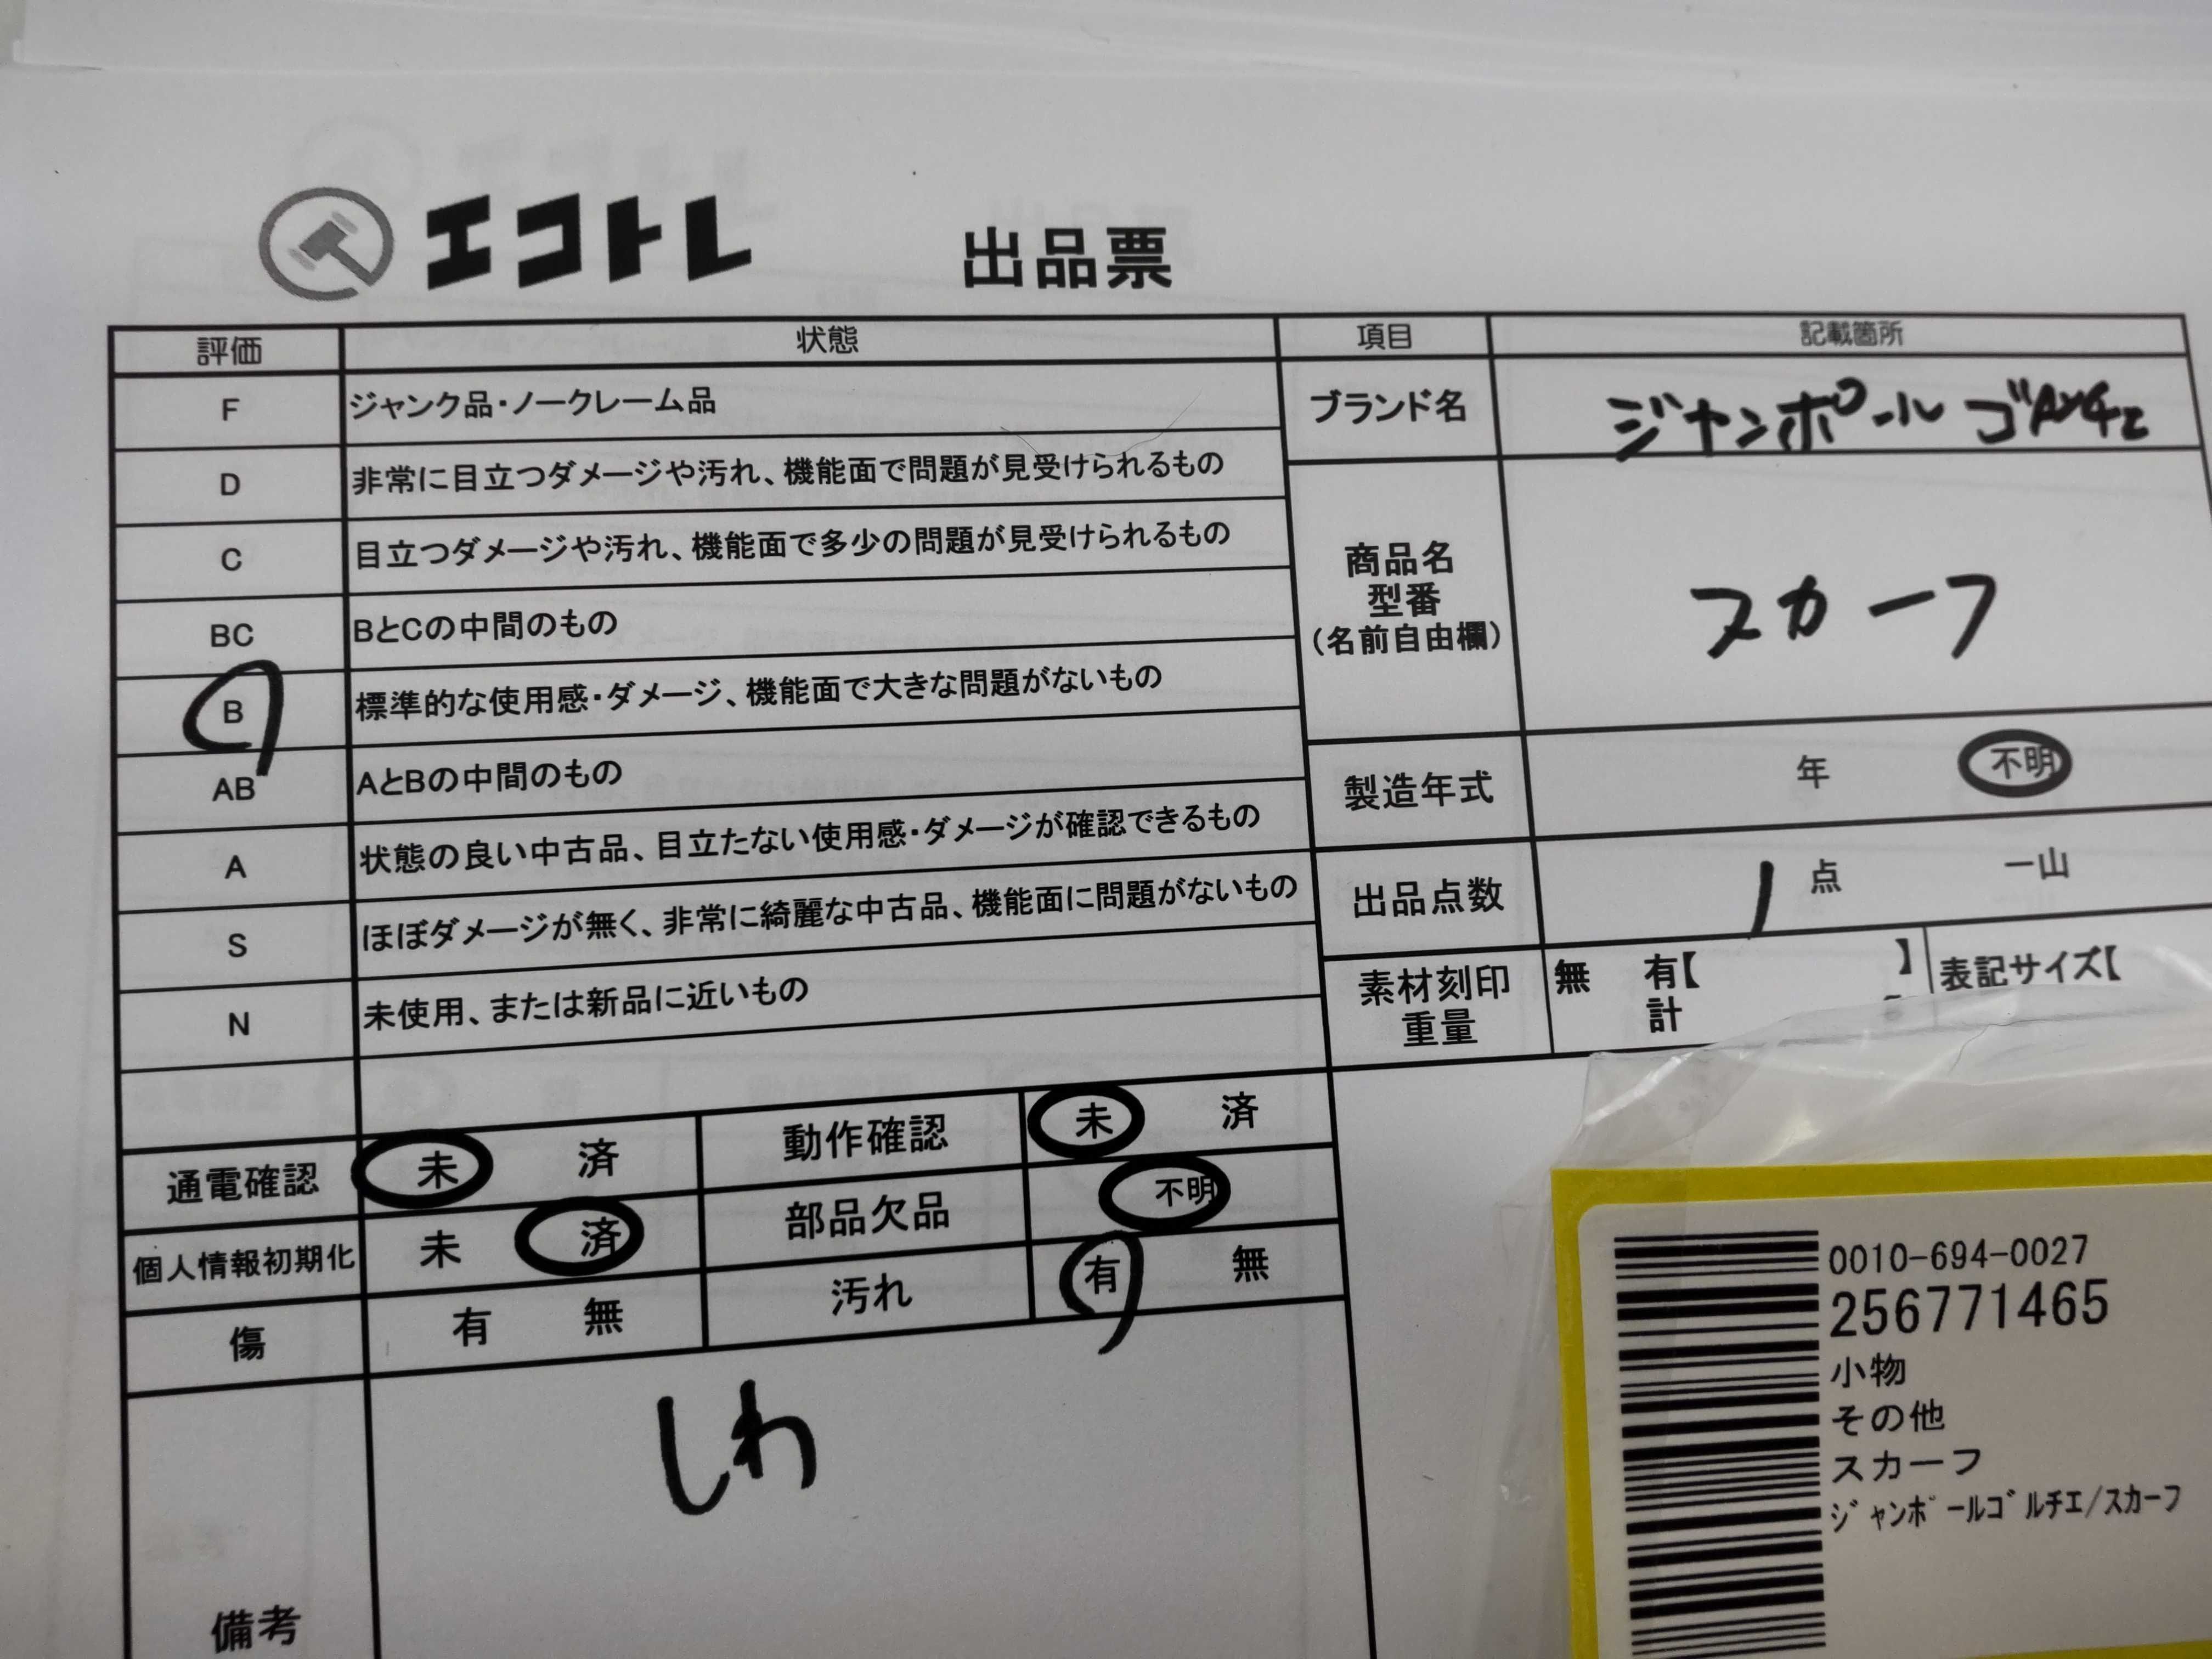 エコトレ 出品票
評価 状態
F ジャンク品・ノークレーム品
D 非常に目立つダメージや汚れ、機能面で問題が見受けられるもの
C 目立つダメージや汚れ、機能面で多少の問題が見受けられるもの
BC BとCの中間のもの
B 標準的な使用感・ダメージ、機能面で大きな問題がないもの
AB AとBの中間のもの
A 状態の良い中古品、目立たない使用感・ダメージが確認できるもの
S ほぼダメージが無く、非常に綺麗な中古品、機能面に問題がないもの
N 未使用、または新品に近いもの
項目 記載箇所
ブランド名 ジャンポール
商品名
型番
(名前自由欄)
スカーフ
製造年式 年 不明
出品点数 1 点 一山
素材刻印
重量
無 有【 】
計
表記サイズ【
通電確認 未 済 動作確認 未 済
個人情報初期化 未 済 部品欠品 不明
傷 有 無 汚れ 有 無
備考
しわ
0010-694-0027
256771465
小物
その他
スカーフ
ｼﾞｬﾝﾎﾟｰﾙｺﾞﾙﾁｴ/ｽｶｰﾌ